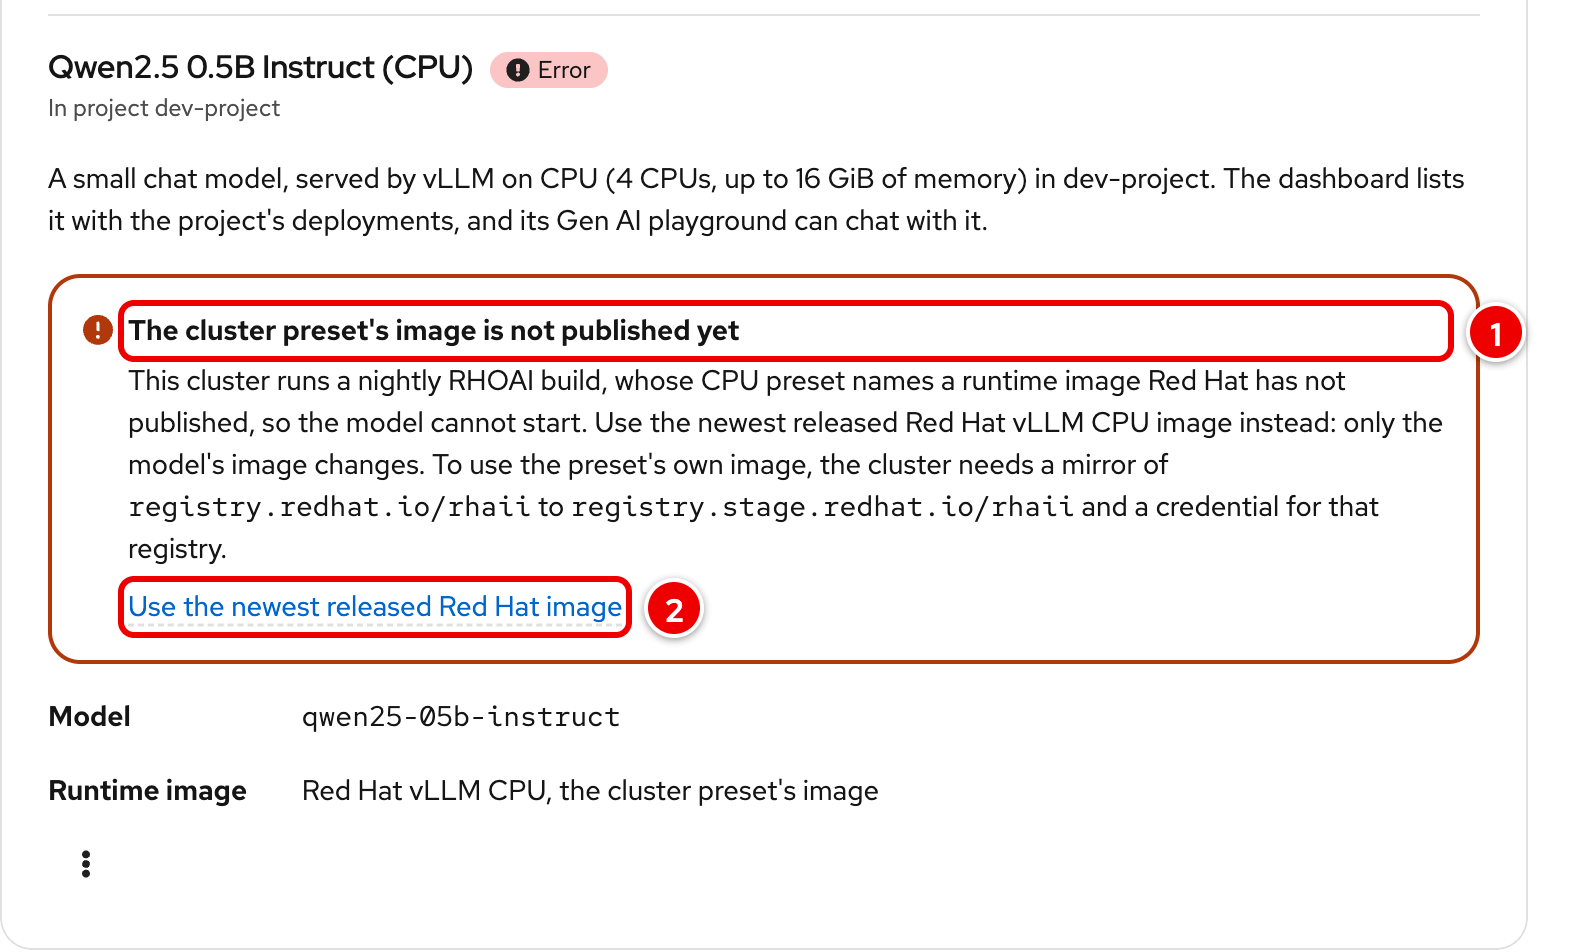 Qwen2.5 0.5B Instruct (CPU)
Error
In project dev-project
A small chat model, served by vLLM on CPU (4 CPUs, up to 16 GiB of memory) in dev-project. The dashboard lists
it with the project's deployments, and its Gen AI playground can chat with it.
The cluster preset's image is not published yet
1
This cluster runs a nightly RHOAI build, whose CPU preset names a runtime image Red Hat has not
published, so the model cannot start. Use the newest released Red Hat vLLM CPU image instead: only the
model's image changes. To use the preset's own image, the cluster needs a mirror of
registry.redhat.io/rhaii to registry.stage.redhat.io/rhaii and a credential for that
registry.
Use the newest released Red Hat image
2
Model
qwen25-05b-instruct
Runtime image
Red Hat vLLM CPU, the cluster preset's image